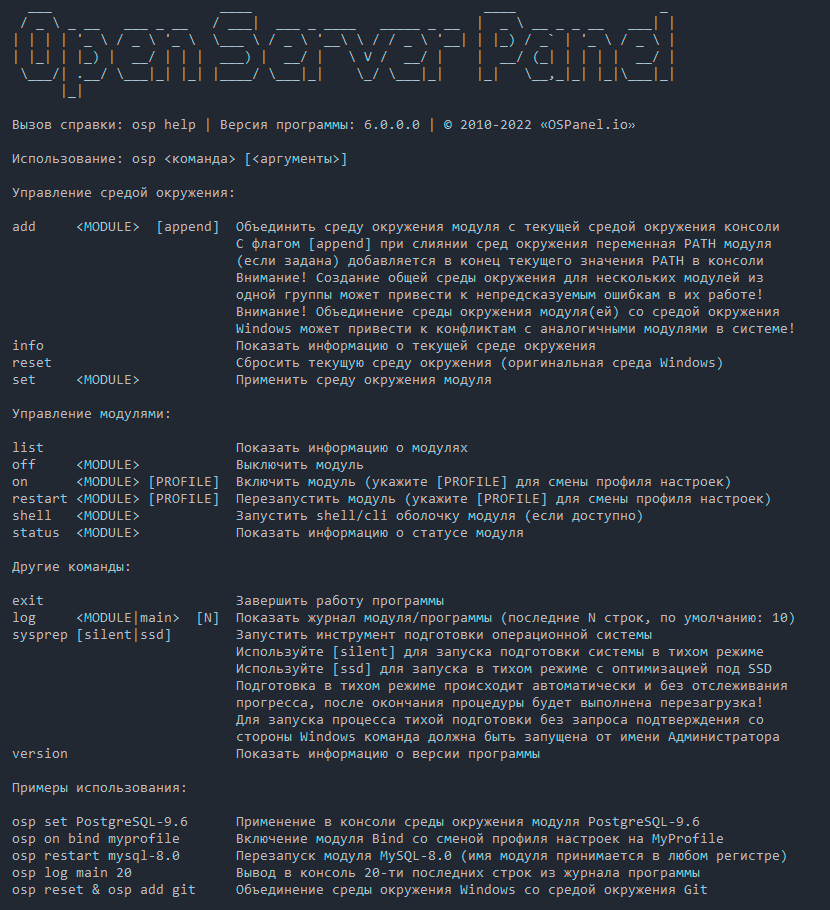 Open Server Panel
Вызов справки: osp help | Версия программы: 6.0.0.0 | © 2010-2022 «OSPanel.io»
Использование: osp <команда> [<аргументы>]
Управление средой окружения:
add     <MODULE>  [append]  Объединить среду окружения модуля с текущей средой окружения консоли
С флагом [append] при слиянии сред окружения переменная PATH модуля
(если задана) добавляется в конец текущего значения PATH в консоли
Внимание! Создание общей среды окружения для нескольких модулей из
одной группы может привести к непредсказуемым ошибкам в их работе!
Внимание! Объединение среды окружения модуля(ей) со средой окружения
Windows может привести к конфликтам с аналогичными модулями в системе!
info                        Показать информацию о текущей среде окружения
reset                       Сбросить текущую среду окружения (оригинальная среда Windows)
set     <MODULE>            Применить среду окружения модуля
Управление модулями:
list                        Показать информацию о модулях
off     <MODULE>            Выключить модуль
on      <MODULE> [PROFILE]  Включить модуль (укажите [PROFILE] для смены профиля настроек)
restart <MODULE> [PROFILE]  Перезапустить модуль (укажите [PROFILE] для смены профиля настроек)
shell   <MODULE>            Запустить shell/cli оболочку модуля (если доступно)
status  <MODULE>            Показать информацию о статусе модуля
Другие команды:
exit                        Завершить работу программы
log     <MODULE|main>  [N]  Показать журнал модуля/программы (последние N строк, по умолчанию: 10)
sysprep [silent|ssd]        Запустить инструмент подготовки операционной системы
Используйте [silent] для запуска подготовки системы в тихом режиме
Используйте [ssd] для запуска в тихом режиме с оптимизацией под SSD
Подготовка в тихом режиме происходит автоматически и без отслеживания
прогресса, после окончания процедуры будет выполнена перезагрузка!
Для запуска процесса тихой подготовки без запроса подтверждения со
стороны Windows команда должна быть запущена от имени Администратора
version                     Показать информацию о версии программы
Примеры использования:
osp set PostgreSQL-9.6      Применение в консоли среды окружения модуля PostgreSQL-9.6
osp on bind myprofile       Включение модуля Bind со сменой профиля настроек на MyProfile
osp restart mysql-8.0       Перезапуск модуля MySQL-8.0 (имя модуля принимается в любом регистре)
osp log main 20             Вывод в консоль 20-ти последних строк из журнала программы
osp reset & osp add git     Объединение среды окружения Windows со средой окружения Git